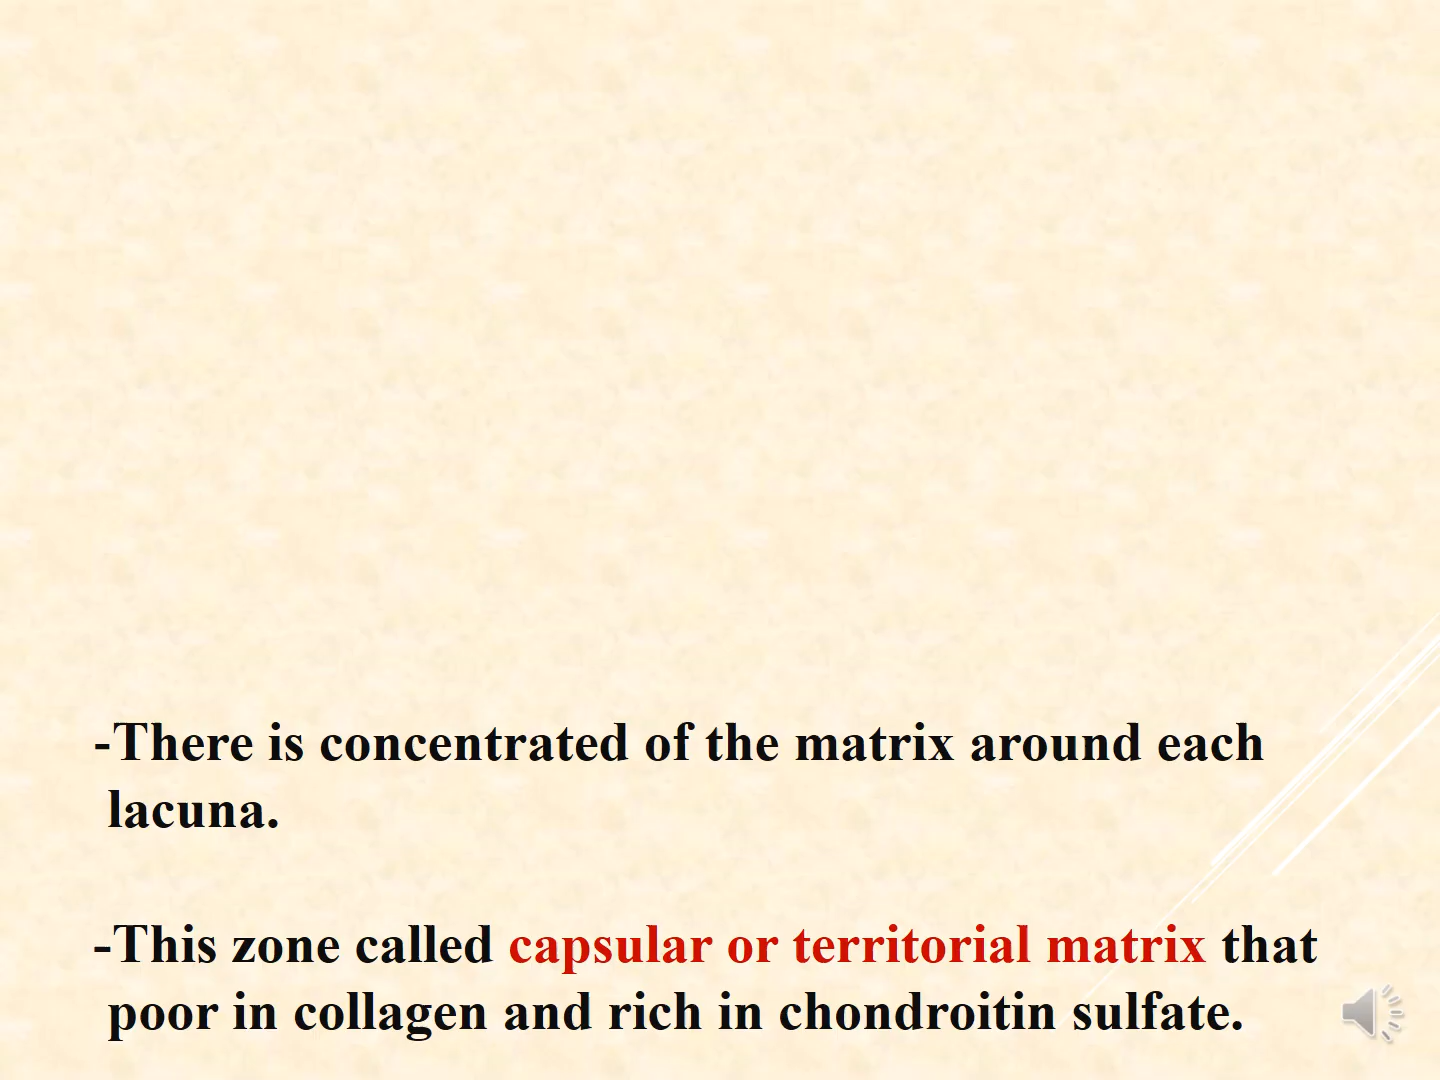 -There is concentrated of the matrix around each
lacuna.
-This zone called capsular or territorial matrix that
poor in collagen and rich in chondroitin sulfate.